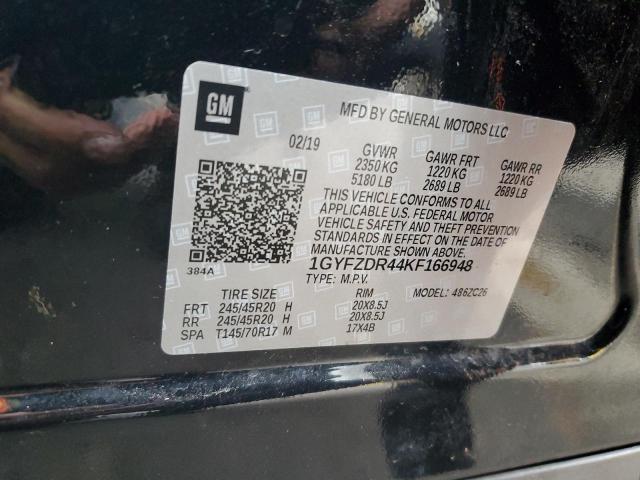 GM
MFD BY GENERAL MOTORS LLC
02/19
GVWR GAWR FRT GAWR RR
2350 KG 1220 KG 1220 KG
5180 LB 2689 LB 2689 LB
THIS VEHICLE CONFORMS TO ALL
APPLICABLE U.S. FEDERAL MOTOR
VEHICLE SAFETY AND THEFT PREVENTION
STANDARDS IN EFFECT ON THE DATE OF
MANUFACTURE SHOWN ABOVE.
384A
1GYFZDR44KF166948
TYPE: M.P.V. MODEL: 486ZC26
TIRE SIZE RIM
FRT 245/45R20 H 20X8.5J
RR 245/45R20 H 20X8.5J
SPA T145/70R17 M 17X4B